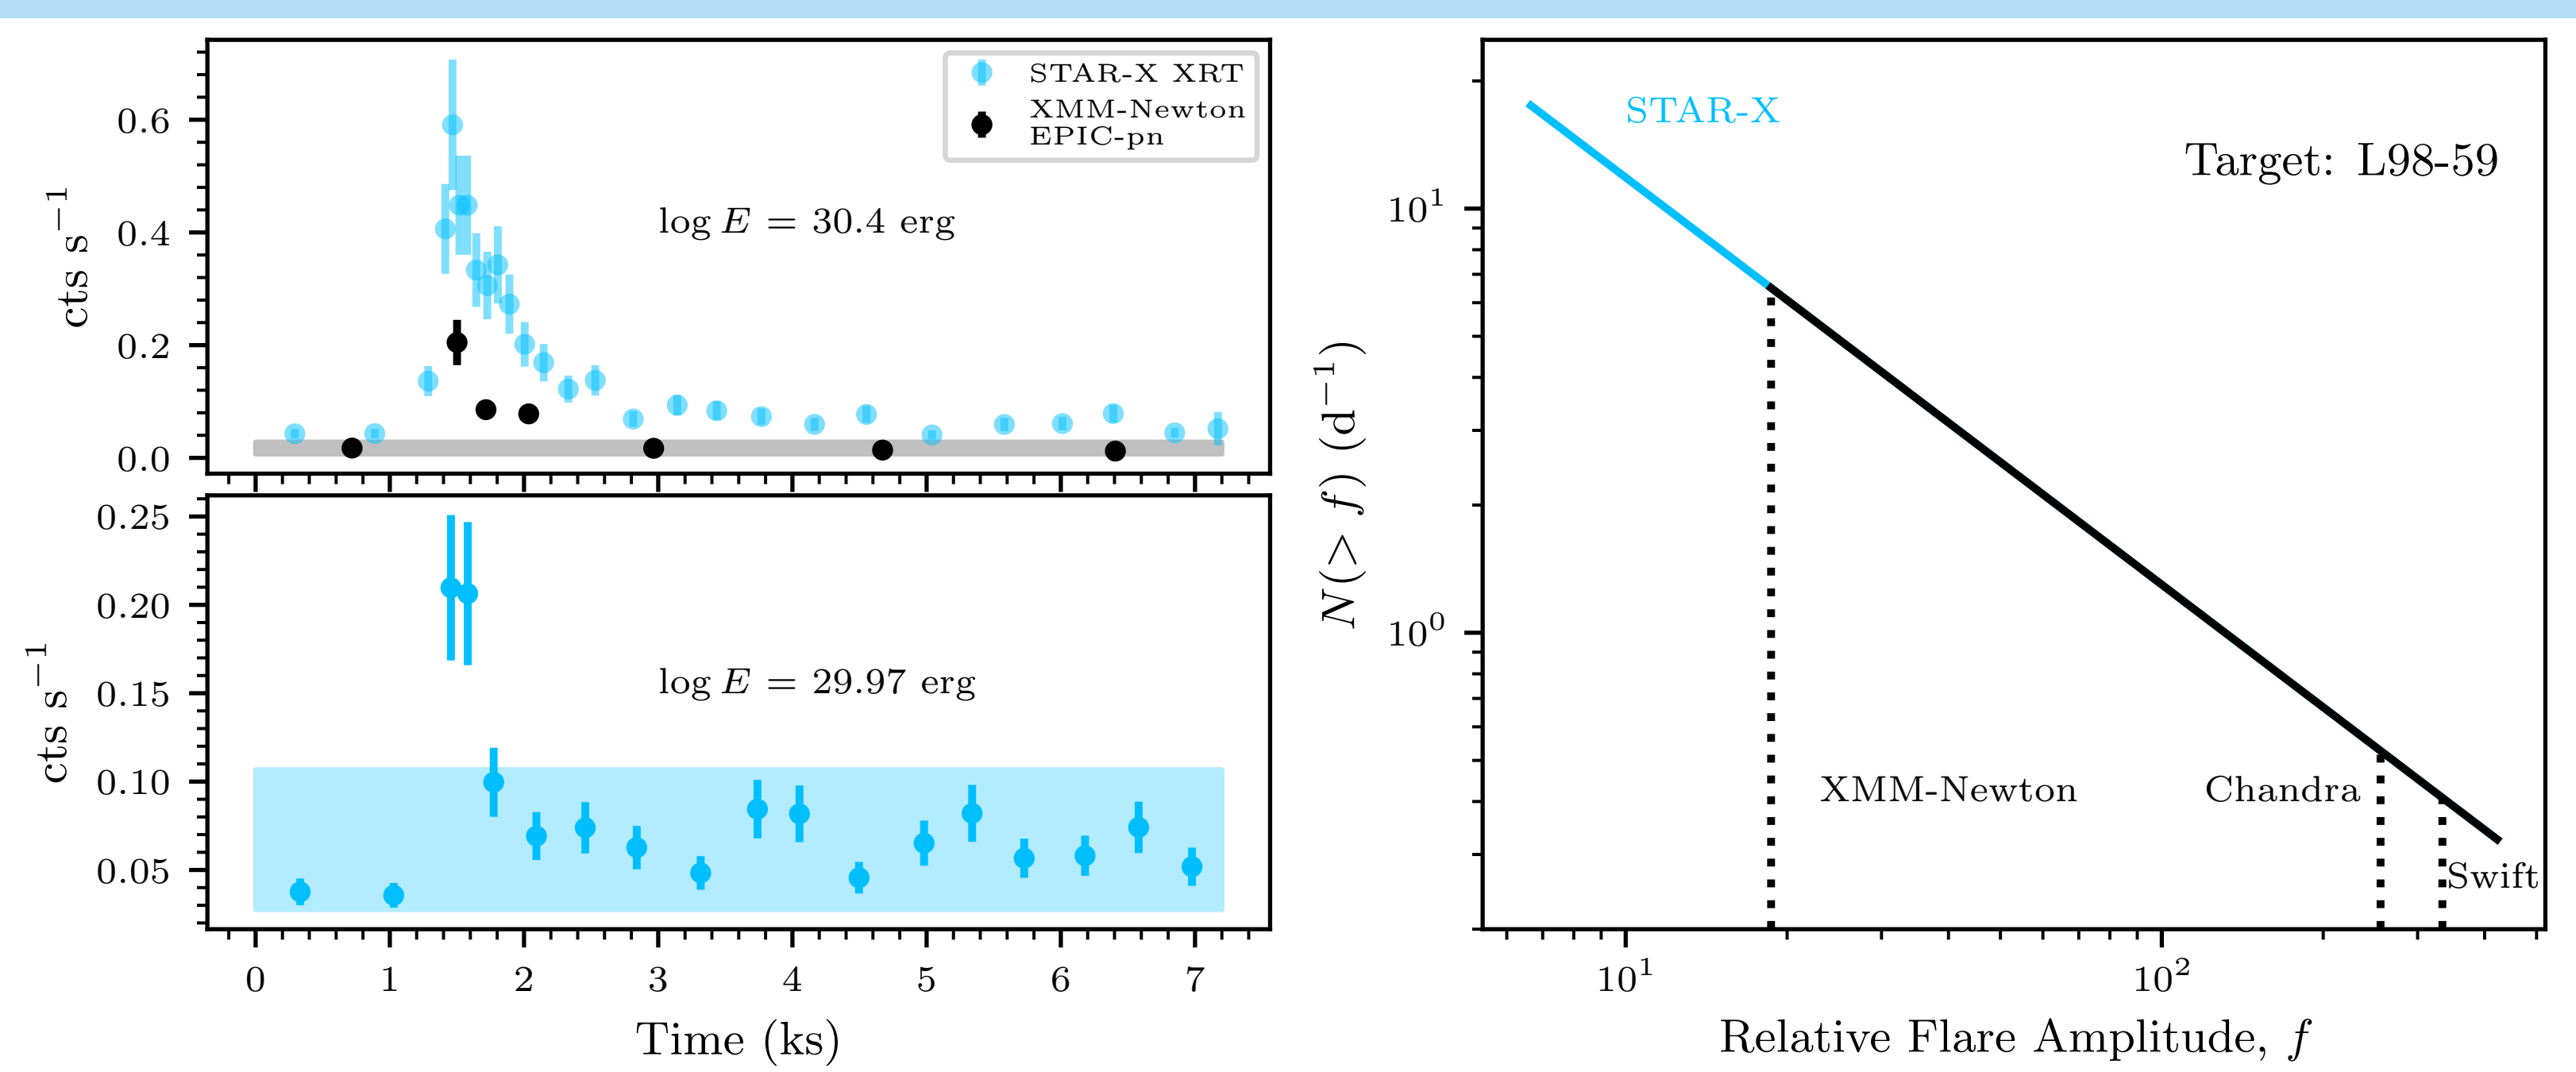 STAR-X XRT
XMM-Newton
EPIC-pn
log E = 30.4 erg
cts s⁻¹
0.6
0.4
0.2
0.0
log E = 29.97 erg
cts s⁻¹
0.25
0.20
0.15
0.10
0.05
0 1 2 3 4 5 6 7
Time (ks)
STAR-X
Target: L98-59
N(> f) (d⁻¹)
10¹
10⁰
XMM-Newton
Chandra
Swift
10¹ 10²
Relative Flare Amplitude, f